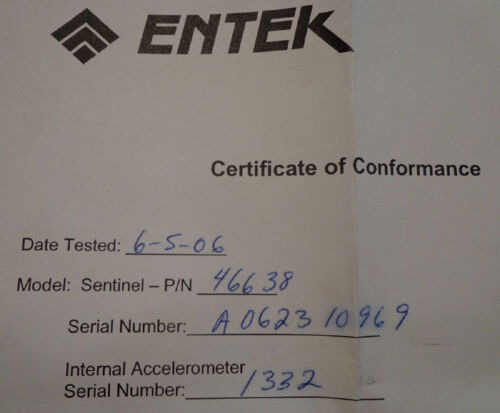 ENTEK
Certificate of Conformance
Date Tested: 6-5-06
Model: Sentinel – P/N 46638
Serial Number: A 0623 10969
Internal Accelerometer
Serial Number: 1332